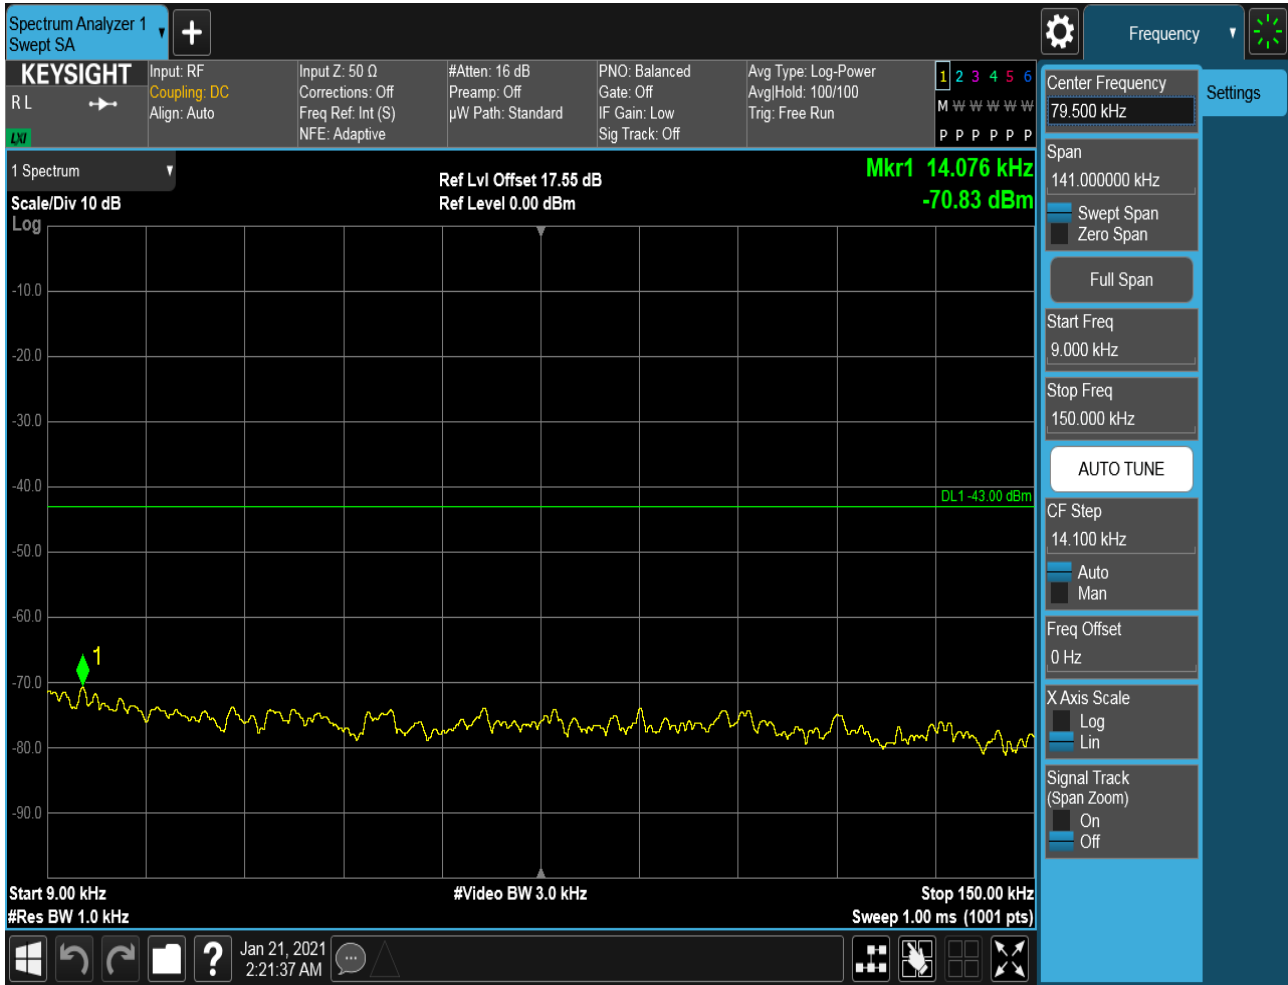 Spectrum Analyzer 1
Swept SA
Frequency
KEYSIGHT
R L
LXI
Input: RF
Coupling: DC
Align: Auto
Input Z: 50 Ω
Corrections: Off
Freq Ref: Int (S)
NFE: Adaptive
#Atten: 16 dB
Preamp: Off
µW Path: Standard
PNO: Balanced
Gate: Off
IF Gain: Low
Sig Track: Off
Avg Type: Log-Power
Avg|Hold: 100/100
Trig: Free Run
1 2 3 4 5 6
M W W W W W
P P P P P P
1 Spectrum
Scale/Div 10 dB
Log
Ref Lvl Offset 17.55 dB
Ref Level 0.00 dBm
Mkr1 14.076 kHz
-70.83 dBm
-10.0
-20.0
-30.0
-40.0
DL1 -43.00 dBm
-50.0
-60.0
1
-70.0
-80.0
-90.0
Start 9.00 kHz
#Res BW 1.0 kHz
#Video BW 3.0 kHz
Stop 150.00 kHz
Sweep 1.00 ms (1001 pts)
Jan 21, 2021
2:21:37 AM
Center Frequency
79.500 kHz
Settings
Span
141.000000 kHz
Swept Span
Zero Span
Full Span
Start Freq
9.000 kHz
Stop Freq
150.000 kHz
AUTO TUNE
CF Step
14.100 kHz
Auto
Man
Freq Offset
0 Hz
X Axis Scale
Log
Lin
Signal Track
(Span Zoom)
On
Off